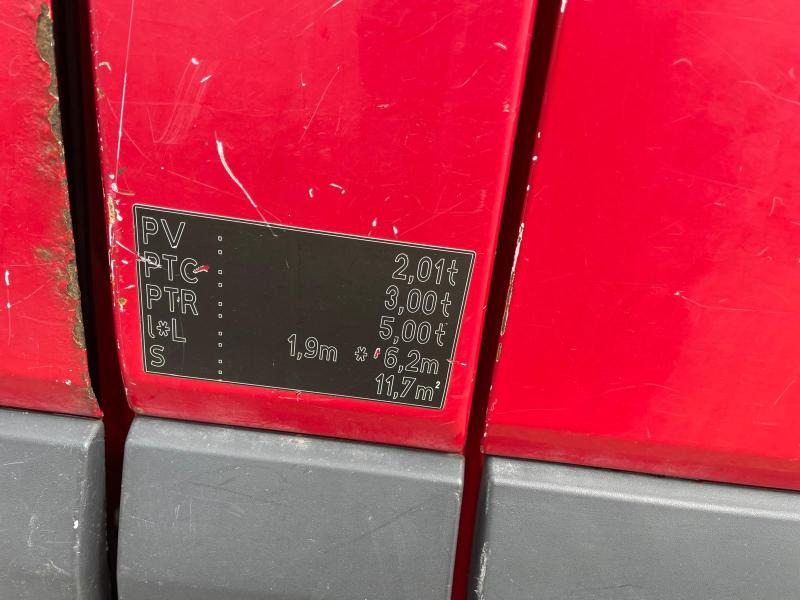 PV : 2,01t
PTC : 3,00t
PTR : 5,00t
l*L : 1,9m * 6,2m
S : 11,7m²